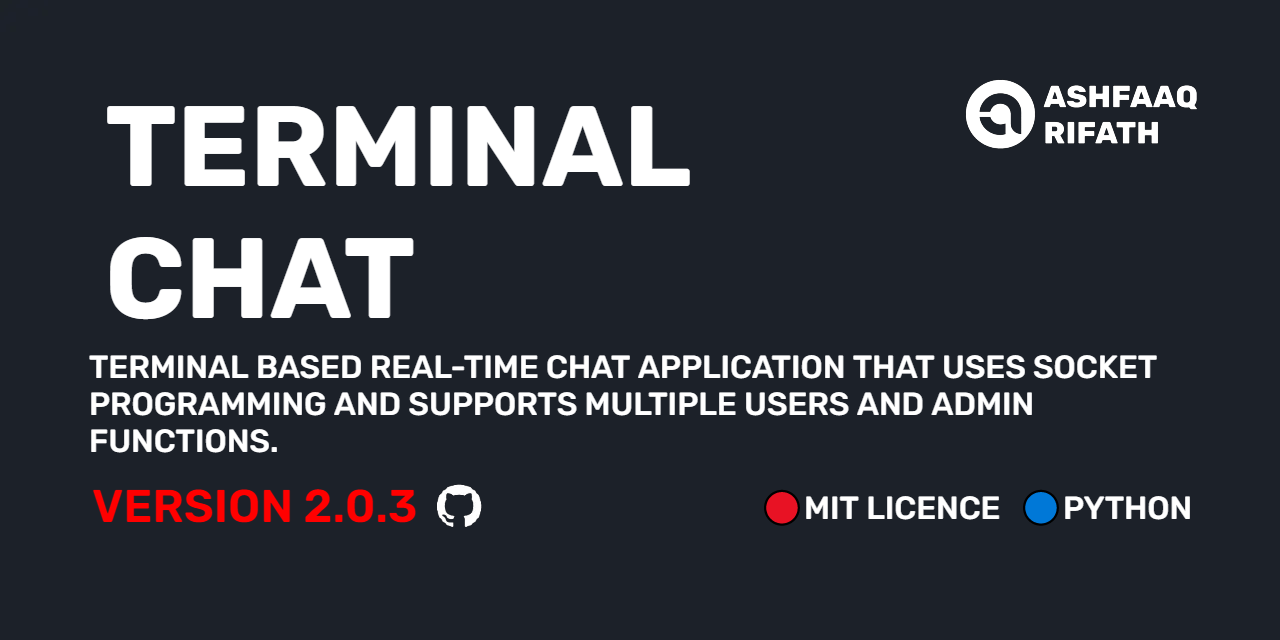 TERMINAL
CHAT
ASHFAAQ
RIFATH
TERMINAL BASED REAL-TIME CHAT APPLICATION THAT USES SOCKET
PROGRAMMING AND SUPPORTS MULTIPLE USERS AND ADMIN
FUNCTIONS.
VERSION 2.0.3
MIT LICENCE
PYTHON